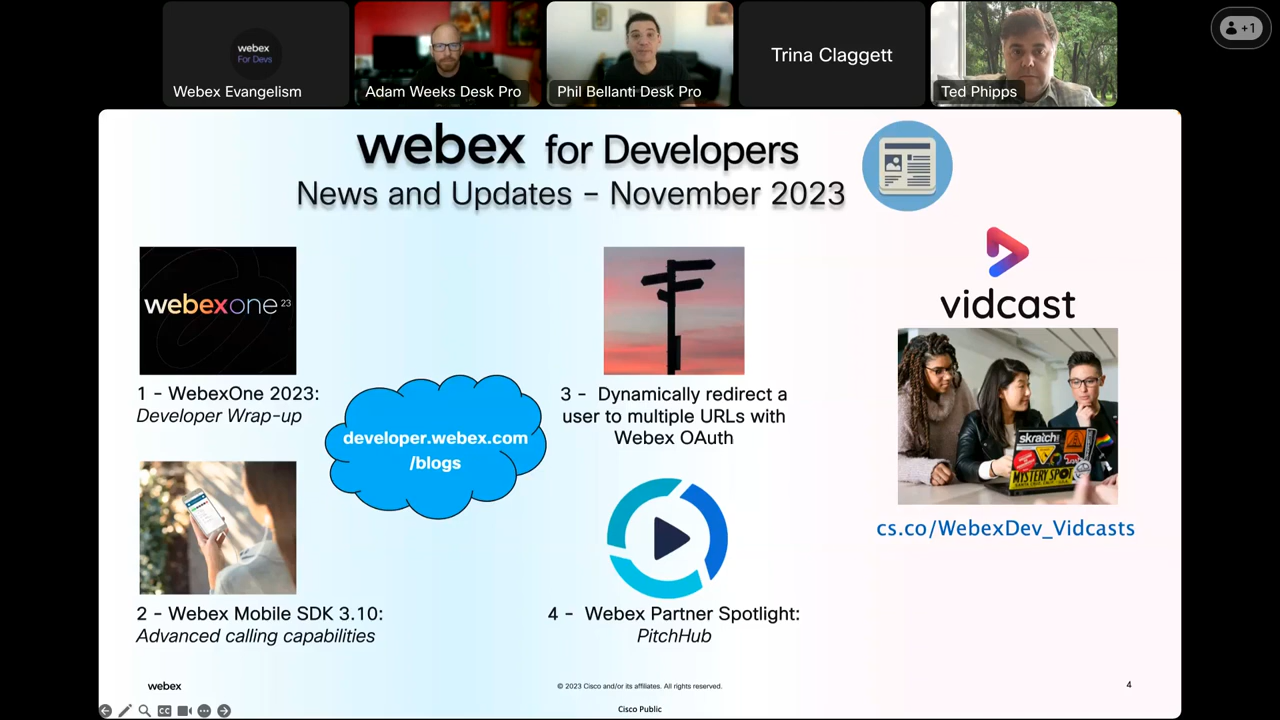 webex
For Devs
Webex Evangelism
Adam Weeks Desk Pro
Phil Bellanti Desk Pro
Trina Claggett
Ted Phipps
+1
webex for Developers
News and Updates – November 2023
webexone 23
1 - WebexOne 2023:
Developer Wrap-up
developer.webex.com
/blogs
2 - Webex Mobile SDK 3.10:
Advanced calling capabilities
3 - Dynamically redirect a
user to multiple URLs with
Webex OAuth
4 - Webex Partner Spotlight:
PitchHub
vidcast
skratch
MYSTERY SPOT
cs.co/WebexDev_Vidcasts
webex
© 2023 Cisco and/or its affiliates. All rights reserved.
4
Cisco Public
CC